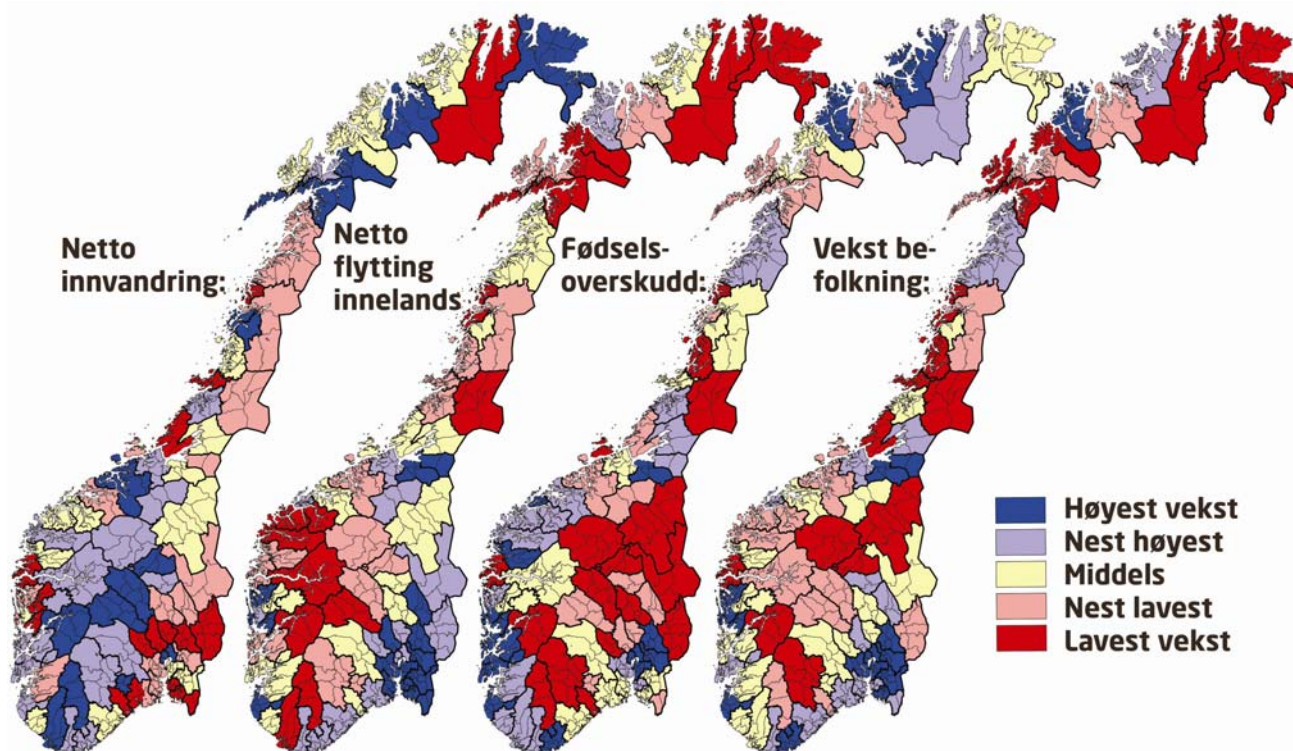 Netto
innvandring:
Netto
flytting
innelands
Fødsels-
overskudd:
Vekst be-
folkning:
Høyest vekst
Nest høyest
Middels
Nest lavest
Lavest vekst